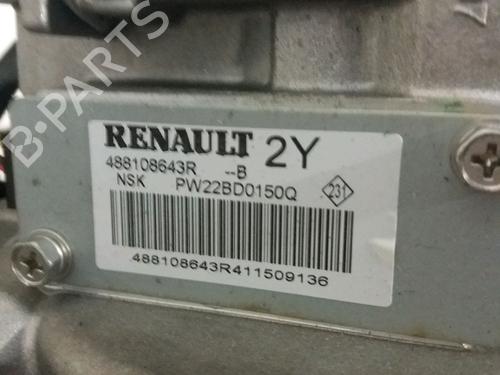 B-PARTS
RENAULT 2Y
488108643R --B
NSK PW22BD0150Q 231
488108643R411509136